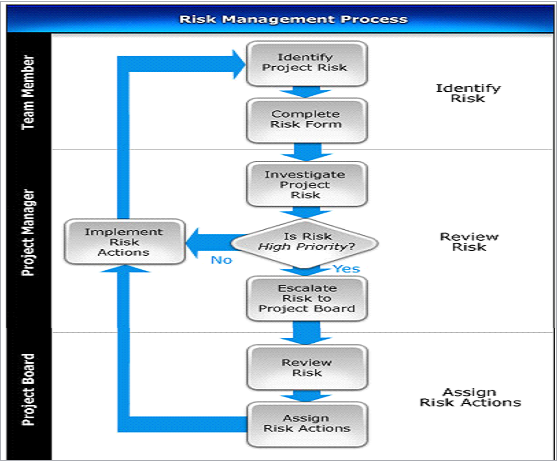 Risk Management Process
Team Member
Identify
Project Risk
Identify
Risk
Complete
Risk Form
Project Manager
Investigate
Project
Risk
Implement
Risk
Actions
Is Risk
High Priority?
Review
Risk
No
Yes
Escalate
Risk to
Project Board
Project Board
Review
Risk
Assign
Risk Actions
Assign
Risk Actions